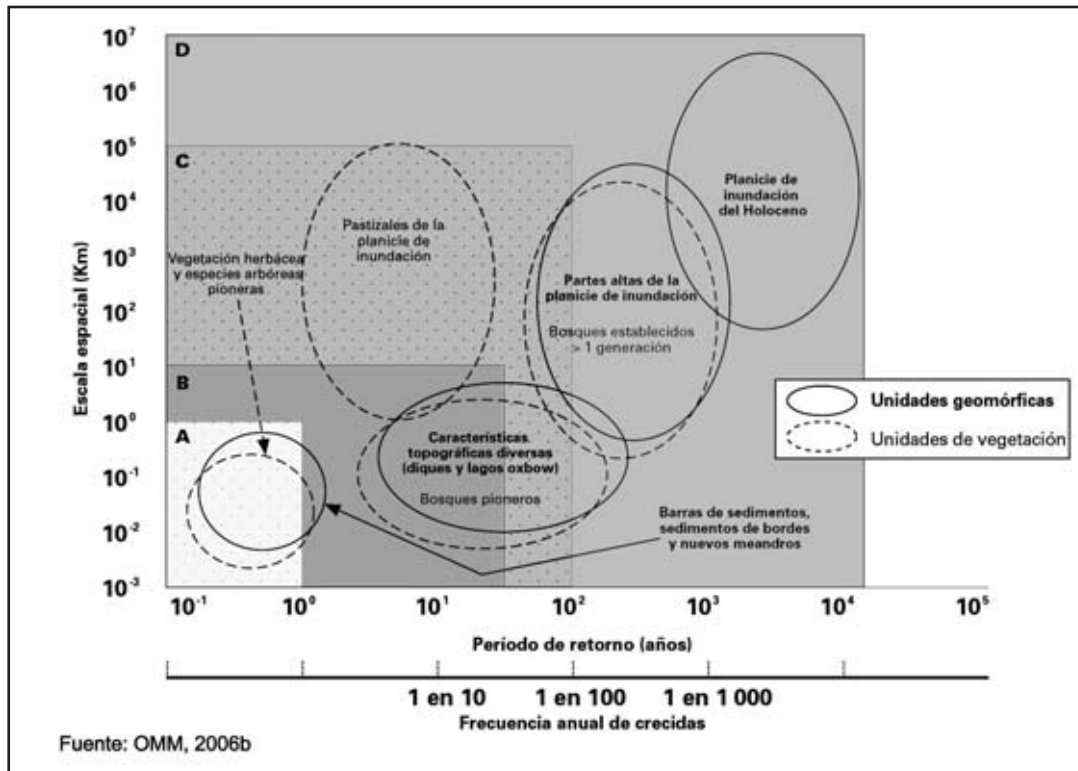 Escala espacial (Km)
10⁷
10⁶
10⁵
10⁴
10³
10²
10¹
10⁰
10⁻¹
10⁻²
10⁻³
D
C
B
A
Vegetación herbácea
y especies arbóreas
pioneras
Pastizales de la
planicie de
inundación
Planicie de
inundación
del Holoceno
Partes altas de la
planicie de inundación
Bosques establecidos
> 1 generación
Características
topográficas diversas
(diques y lagos oxbow)
Bosques pioneros
Barras de sedimentos,
sedimentos de bordes
y nuevos meandros
Unidades geomórficas
Unidades de vegetación
10⁻¹ 10⁰ 10¹ 10² 10³ 10⁴ 10⁵
Período de retorno (años)
1 en 10 1 en 100 1 en 1 000
Frecuencia anual de crecidas
Fuente: OMM, 2006b